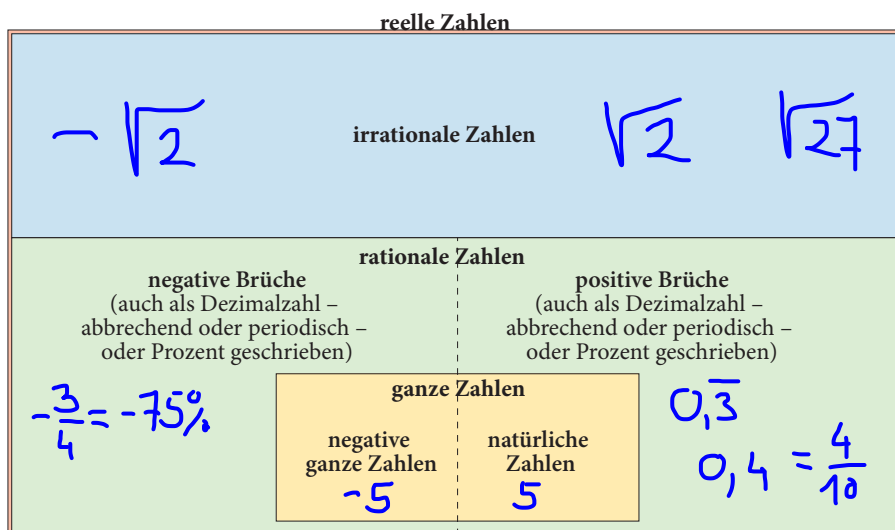 reelle Zahlen
-√2 irrationale Zahlen √2 √27
rationale Zahlen
negative Brüche
(auch als Dezimalzahl –
abbrechend oder periodisch –
oder Prozent geschrieben)
positive Brüche
(auch als Dezimalzahl –
abbrechend oder periodisch –
oder Prozent geschrieben)
-3/4 = -75%
ganze Zahlen
negative
ganze Zahlen
-5
natürliche
Zahlen
5
0,3̅
0,4 = 4/10